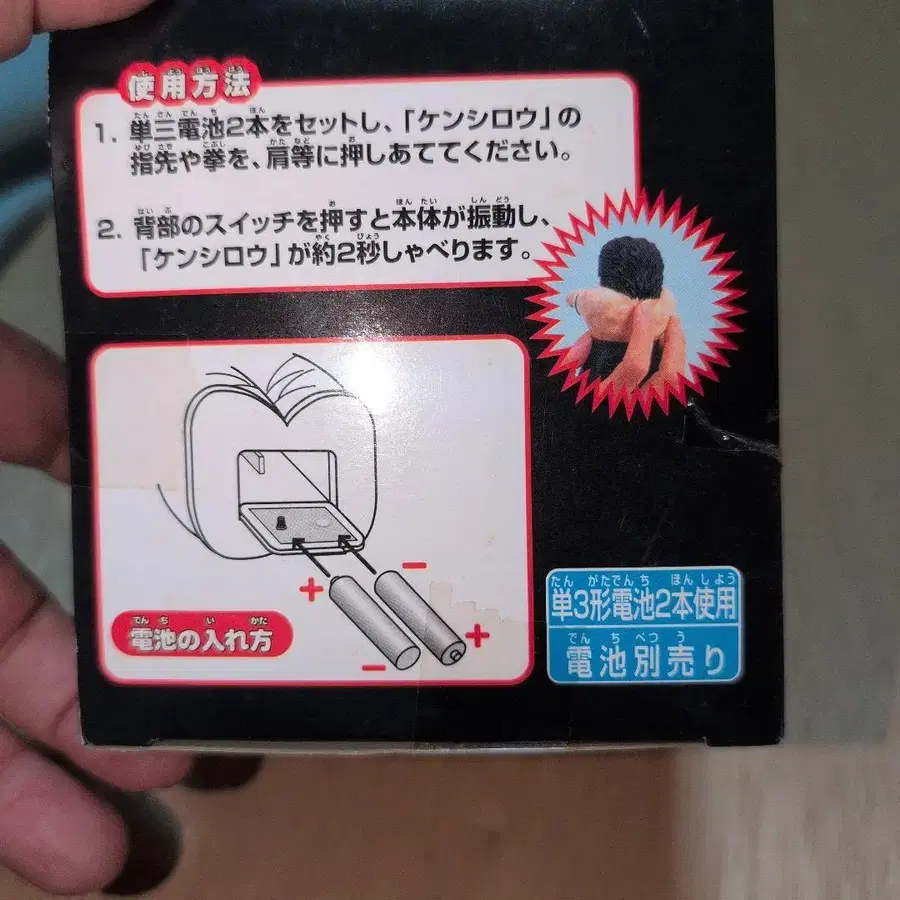 使用方法
1. 単三電池2本をセットし、「ケンシロウ」の
指先や拳を、肩等に押しあててください。
2. 背部のスイッチを押すと本体が振動し、
「ケンシロウ」が約2秒しゃべります。
+ −
− +
電池の入れ方
単3形電池2本使用
電池別売り